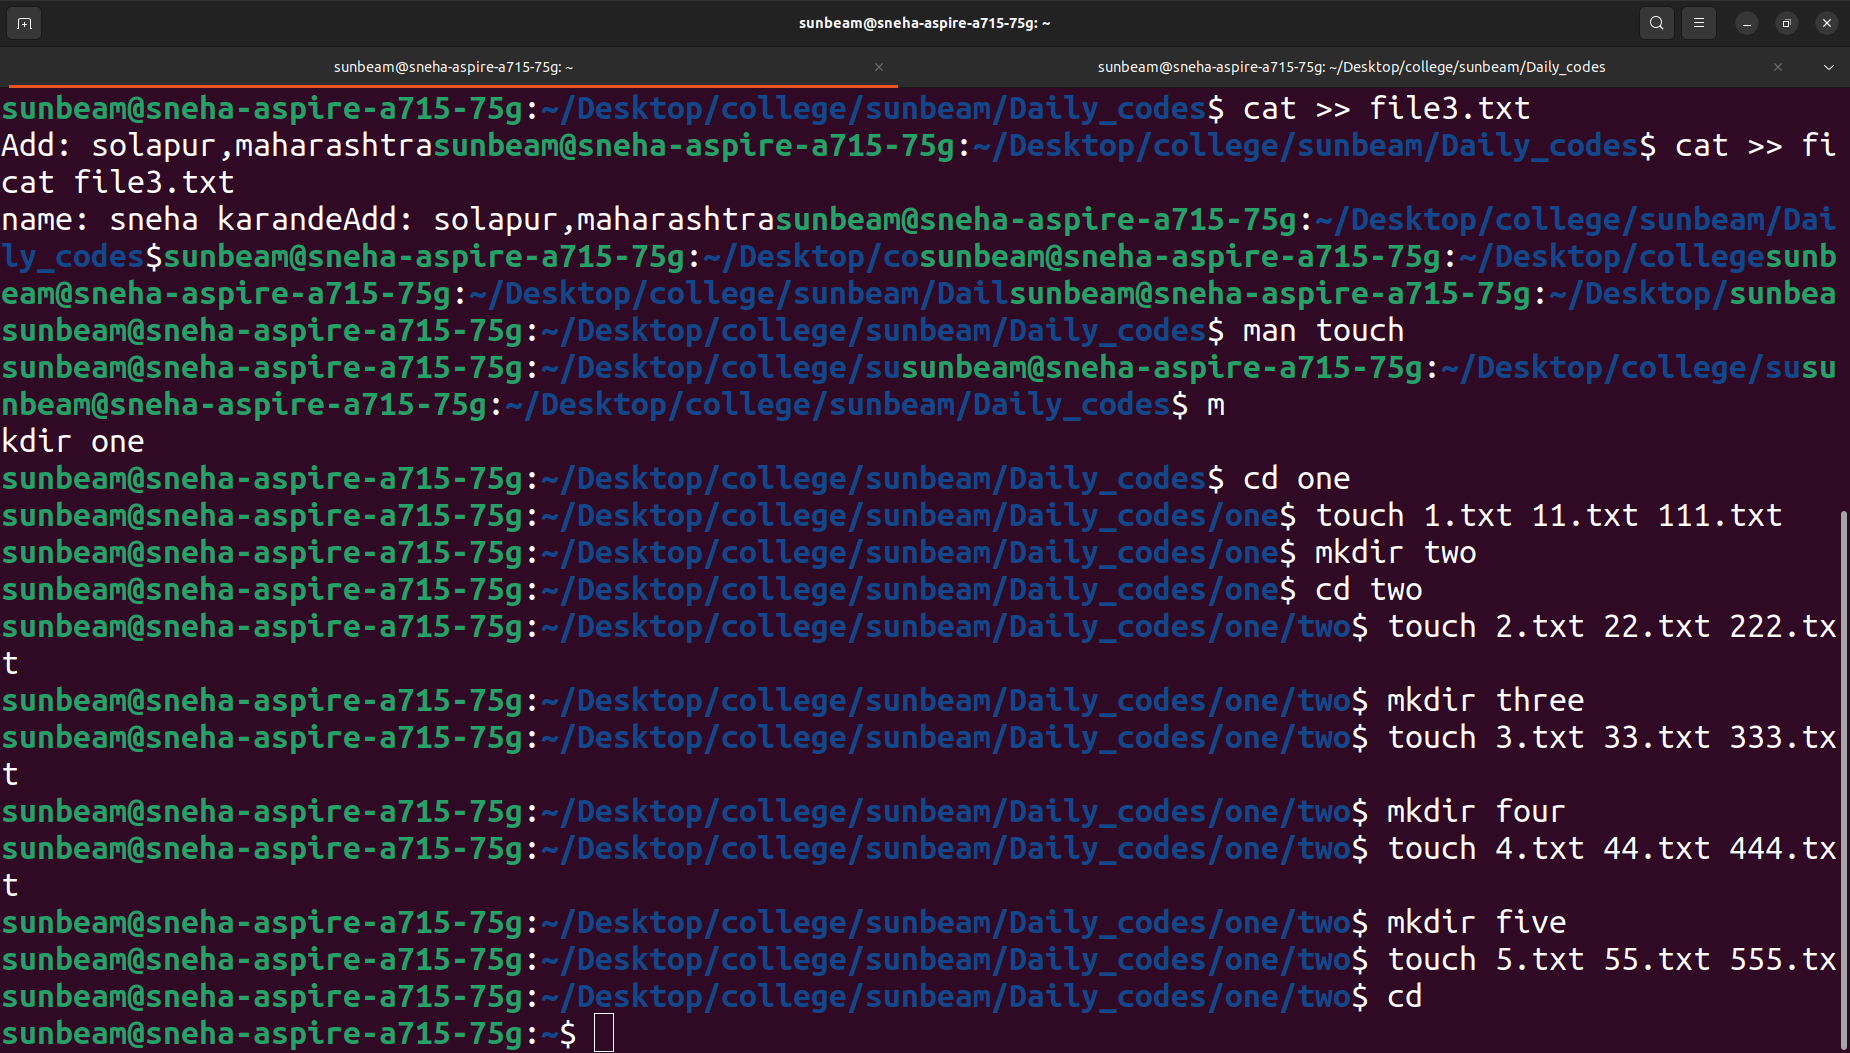 sunbeam@sneha-aspire-a715-75g: ~
sunbeam@sneha-aspire-a715-75g: ~
sunbeam@sneha-aspire-a715-75g: ~/Desktop/college/sunbeam/Daily_codes
sunbeam@sneha-aspire-a715-75g:~/Desktop/college/sunbeam/Daily_codes$ cat >> file3.txt
Add: solapur,maharashtrasunbeam@sneha-aspire-a715-75g:~/Desktop/college/sunbeam/Daily_codes$ cat >> fi
cat file3.txt
name: sneha karandeAdd: solapur,maharashtrasunbeam@sneha-aspire-a715-75g:~/Desktop/college/sunbeam/Dai
ly_codes$sunbeam@sneha-aspire-a715-75g:~/Desktop/cosunbeam@sneha-aspire-a715-75g:~/Desktop/collegesunb
eam@sneha-aspire-a715-75g:~/Desktop/college/sunbeam/Dailsunbeam@sneha-aspire-a715-75g:~/Desktop/sunbea
sunbeam@sneha-aspire-a715-75g:~/Desktop/college/sunbeam/Daily_codes$ man touch
sunbeam@sneha-aspire-a715-75g:~/Desktop/college/susunbeam@sneha-aspire-a715-75g:~/Desktop/college/susu
nbeam@sneha-aspire-a715-75g:~/Desktop/college/sunbeam/Daily_codes$ m
kdir one
sunbeam@sneha-aspire-a715-75g:~/Desktop/college/sunbeam/Daily_codes$ cd one
sunbeam@sneha-aspire-a715-75g:~/Desktop/college/sunbeam/Daily_codes/one$ touch 1.txt 11.txt 111.txt
sunbeam@sneha-aspire-a715-75g:~/Desktop/college/sunbeam/Daily_codes/one$ mkdir two
sunbeam@sneha-aspire-a715-75g:~/Desktop/college/sunbeam/Daily_codes/one$ cd two
sunbeam@sneha-aspire-a715-75g:~/Desktop/college/sunbeam/Daily_codes/one/two$ touch 2.txt 22.txt 222.tx
t
sunbeam@sneha-aspire-a715-75g:~/Desktop/college/sunbeam/Daily_codes/one/two$ mkdir three
sunbeam@sneha-aspire-a715-75g:~/Desktop/college/sunbeam/Daily_codes/one/two$ touch 3.txt 33.txt 333.tx
t
sunbeam@sneha-aspire-a715-75g:~/Desktop/college/sunbeam/Daily_codes/one/two$ mkdir four
sunbeam@sneha-aspire-a715-75g:~/Desktop/college/sunbeam/Daily_codes/one/two$ touch 4.txt 44.txt 444.tx
t
sunbeam@sneha-aspire-a715-75g:~/Desktop/college/sunbeam/Daily_codes/one/two$ mkdir five
sunbeam@sneha-aspire-a715-75g:~/Desktop/college/sunbeam/Daily_codes/one/two$ touch 5.txt 55.txt 555.tx
sunbeam@sneha-aspire-a715-75g:~/Desktop/college/sunbeam/Daily_codes/one/two$ cd
sunbeam@sneha-aspire-a715-75g:~$